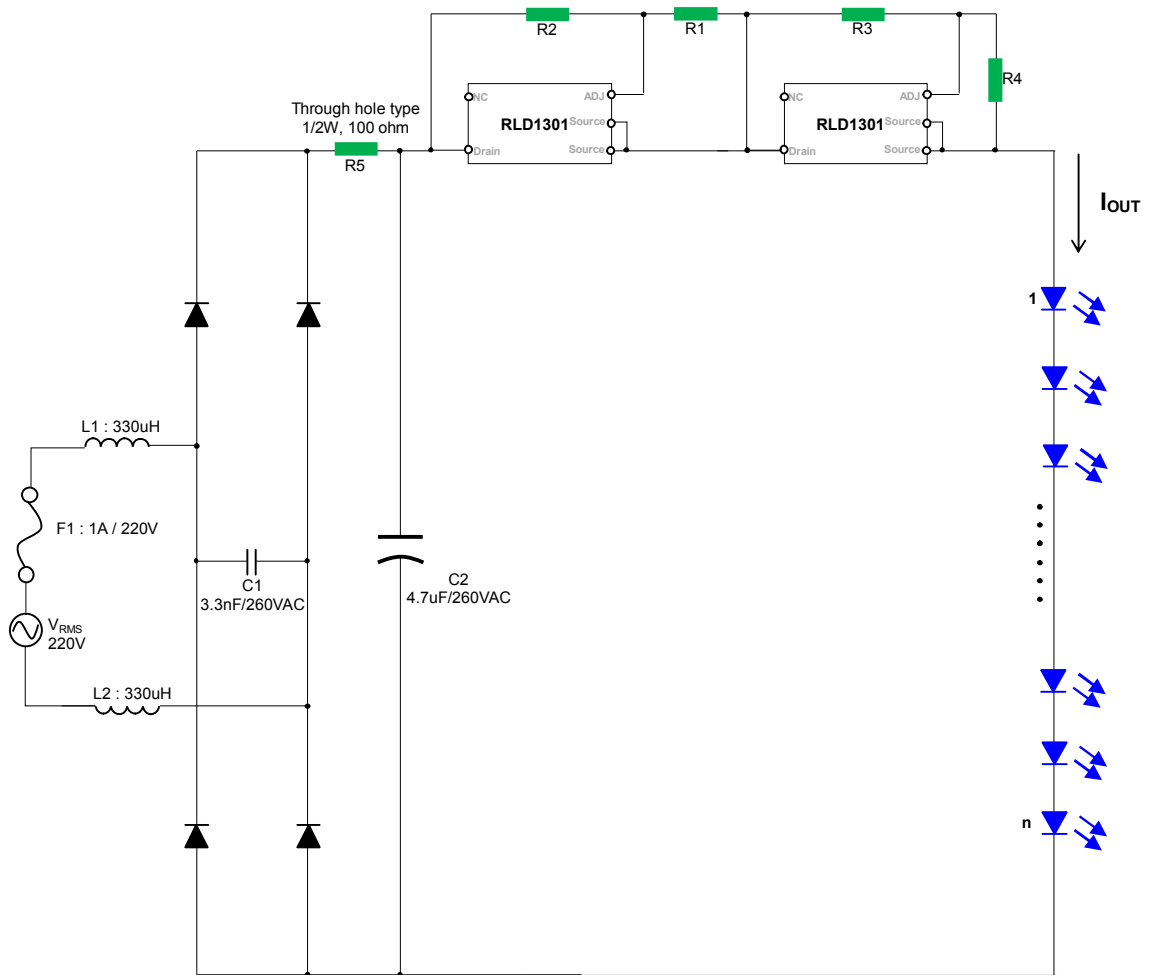 R2
R1
R3
R4
NC
ADJ
RLD1301
Source
Drain
Source
NC
ADJ
RLD1301
Source
Drain
Source
Through hole type
1/2W, 100 ohm
R5
IOUT
1
L1 : 330uH
F1 : 1A / 220V
C1
3.3nF/260VAC
C2
4.7uF/260VAC
VRMS
220V
L2 : 330uH
n